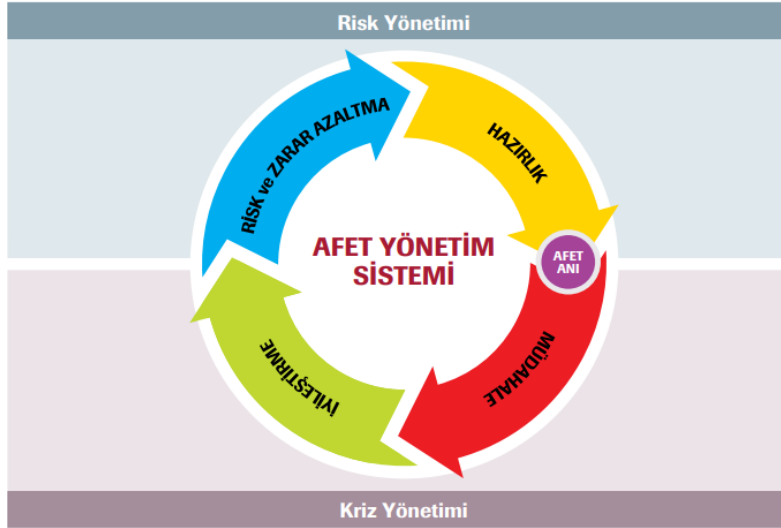 Risk Yönetimi
RİSK ve ZARAR AZALTMA
HAZIRLIK
AFET YÖNETİM
SİSTEMİ
AFET
ANI
İYİLEŞTİRME
MÜDAHALE
Kriz Yönetimi